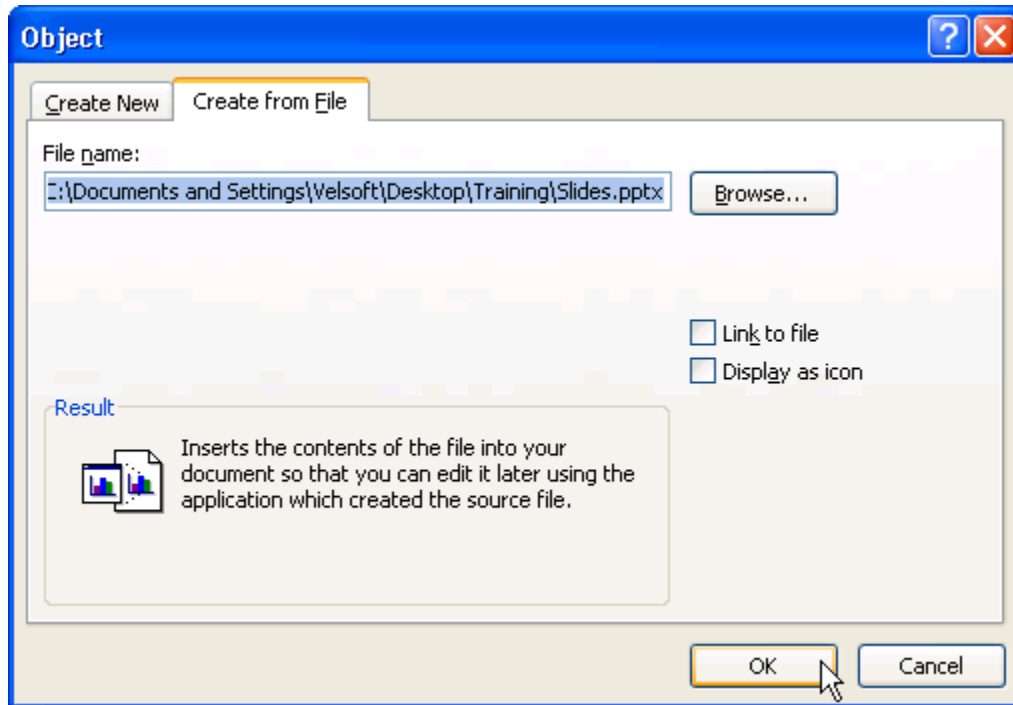 Object
Create New
Create from File
File name:
:\Documents and Settings\Velsoft\Desktop\Training\Slides.pptx
Browse...
Link to file
Display as icon
Result
Inserts the contents of the file into your
document so that you can edit it later using the
application which created the source file.
OK
Cancel